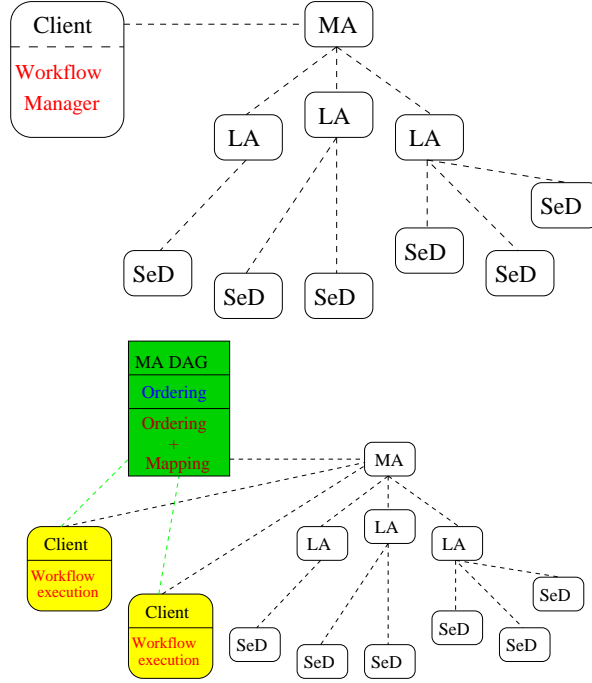 Client
MA
Workflow
Manager
LA
LA
LA
SeD
SeD
SeD
SeD
SeD
SeD
MA DAG
Ordering
Ordering
+
Mapping
MA
Client
Workflow
execution
Client
Workflow
execution
LA
LA
LA
SeD
SeD
SeD
SeD
SeD
SeD